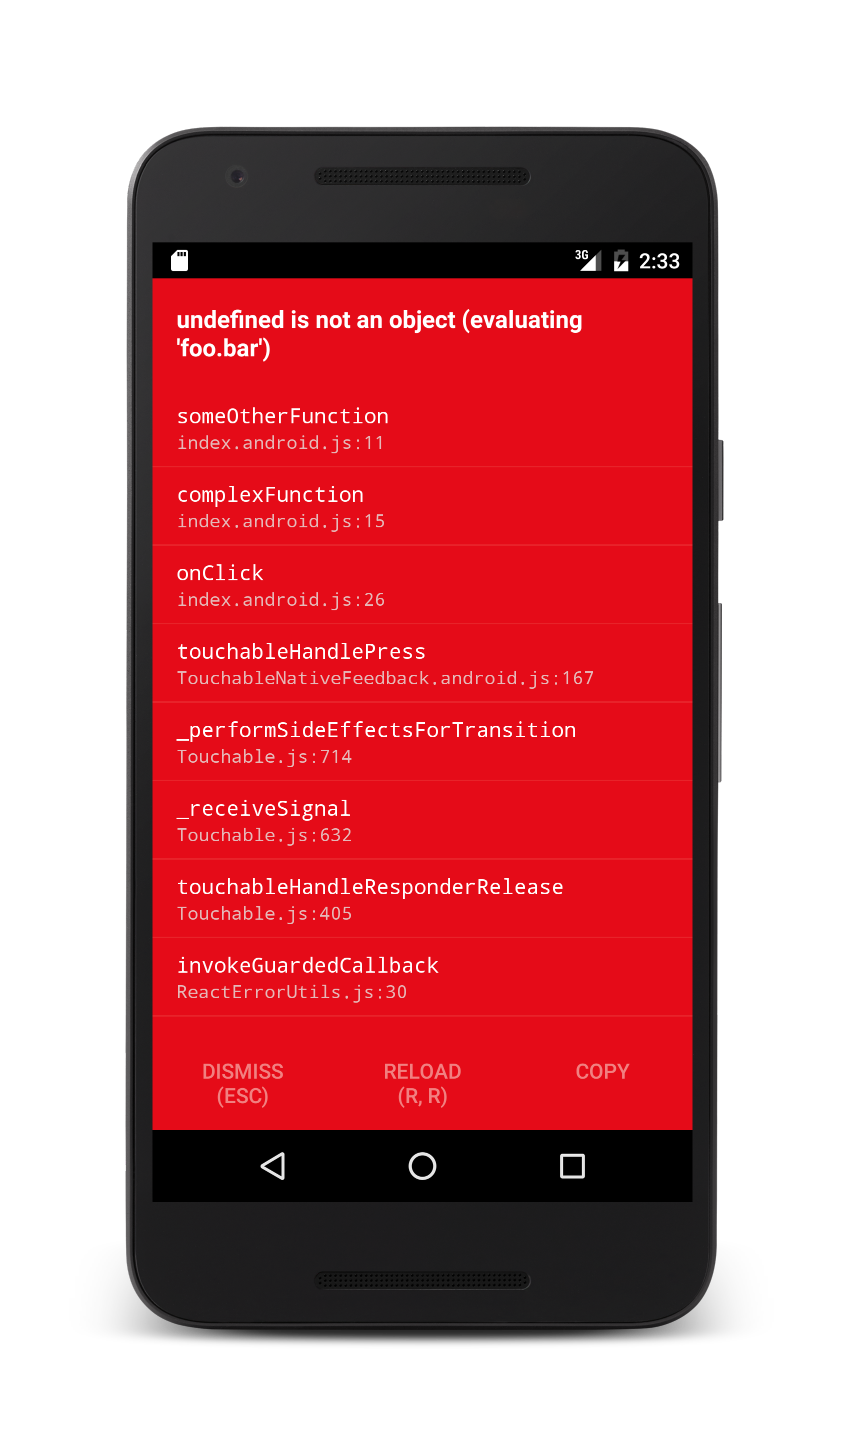 3G 2:33
undefined is not an object (evaluating
'foo.bar')
someOtherFunction
index.android.js:11
complexFunction
index.android.js:15
onClick
index.android.js:26
touchableHandlePress
TouchableNativeFeedback.android.js:167
_performSideEffectsForTransition
Touchable.js:714
_receiveSignal
Touchable.js:632
touchableHandleResponderRelease
Touchable.js:405
invokeGuardedCallback
ReactErrorUtils.js:30
DISMISS RELOAD COPY
(ESC) (R, R)